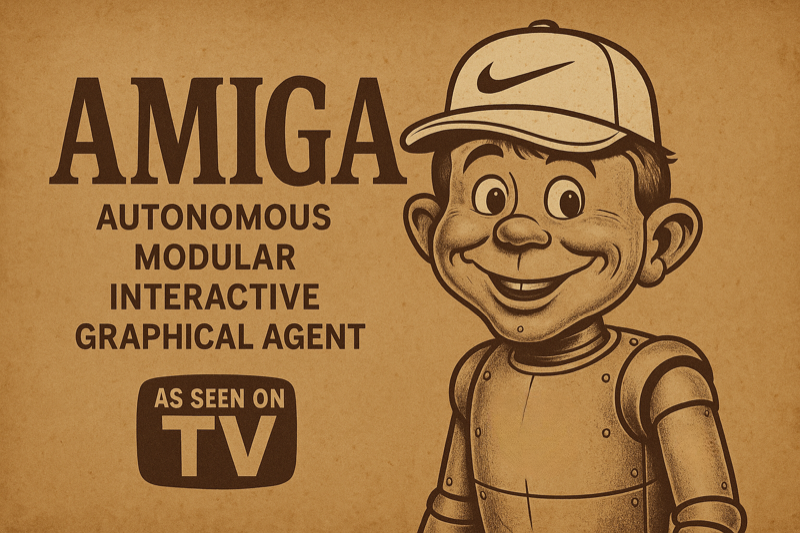 AMIGA
AUTONOMOUS
MODULAR
INTERACTIVE
GRAPHICAL AGENT
AS SEEN ON
TV